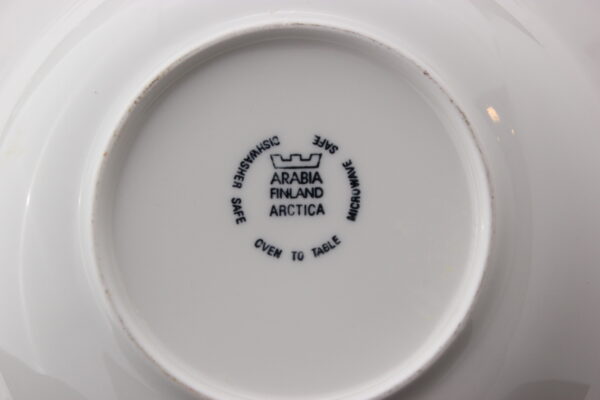 DISHWASHER SAFE
MICROWAVE SAFE
ARABIA
FINLAND
ARCTICA
OVEN TO TABLE